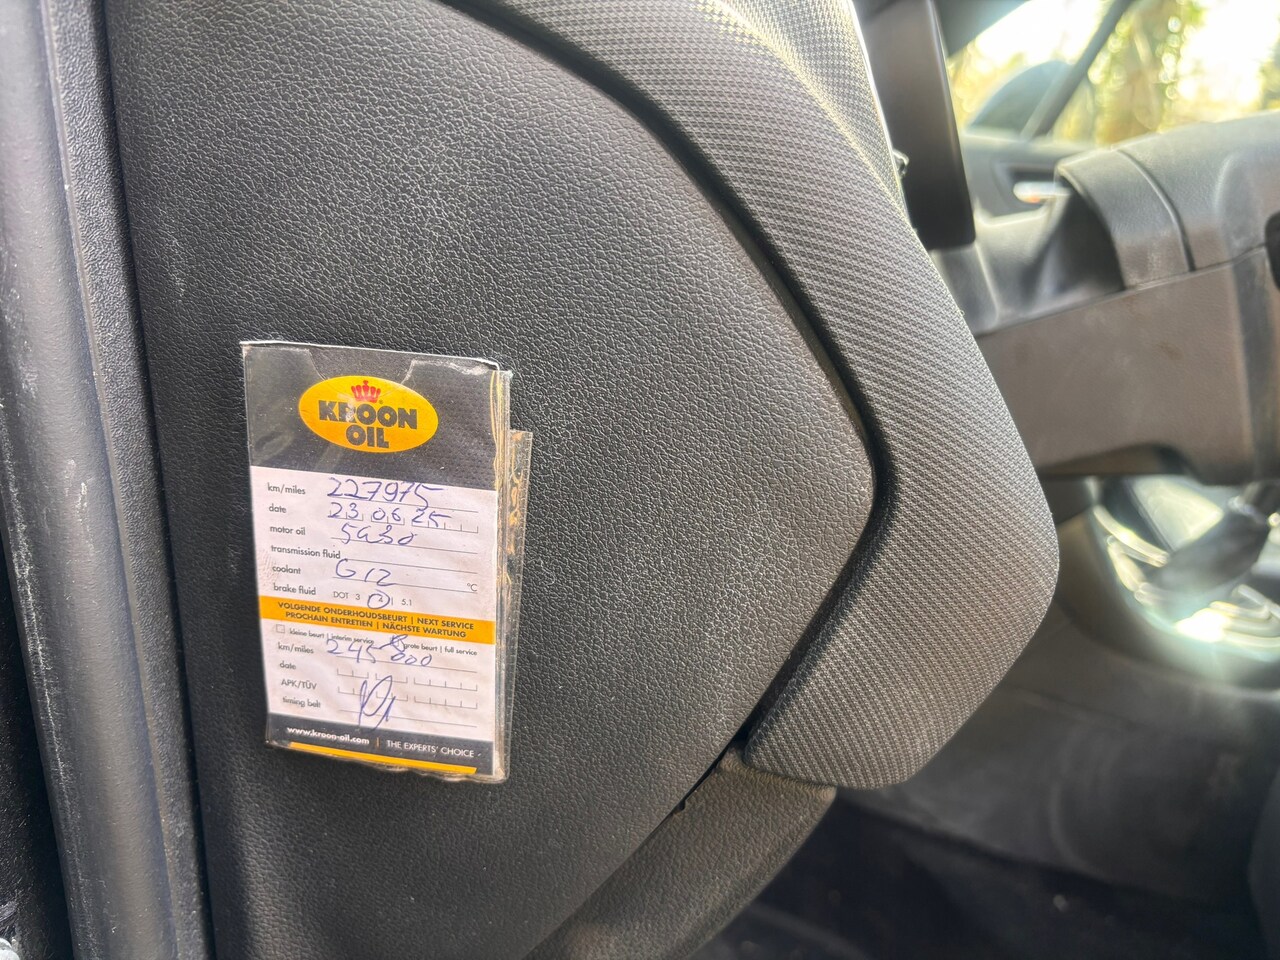 KROON
OIL
km/miles 227975
date 23 06 25
motor oil 5W30
transmission fluid
coolant G12 °C
brake fluid DOT 3 4 5.1
VOLGENDE ONDERHOUDSBEURT | NEXT SERVICE
PROCHAIN ENTRETIEN | NÄCHSTE WARTUNG
kleine beurt | interim service grote beurt | full service
km/miles 245 000
date
APK/TÜV
timing belt
www.kroon-oil.com | THE EXPERTS' CHOICE